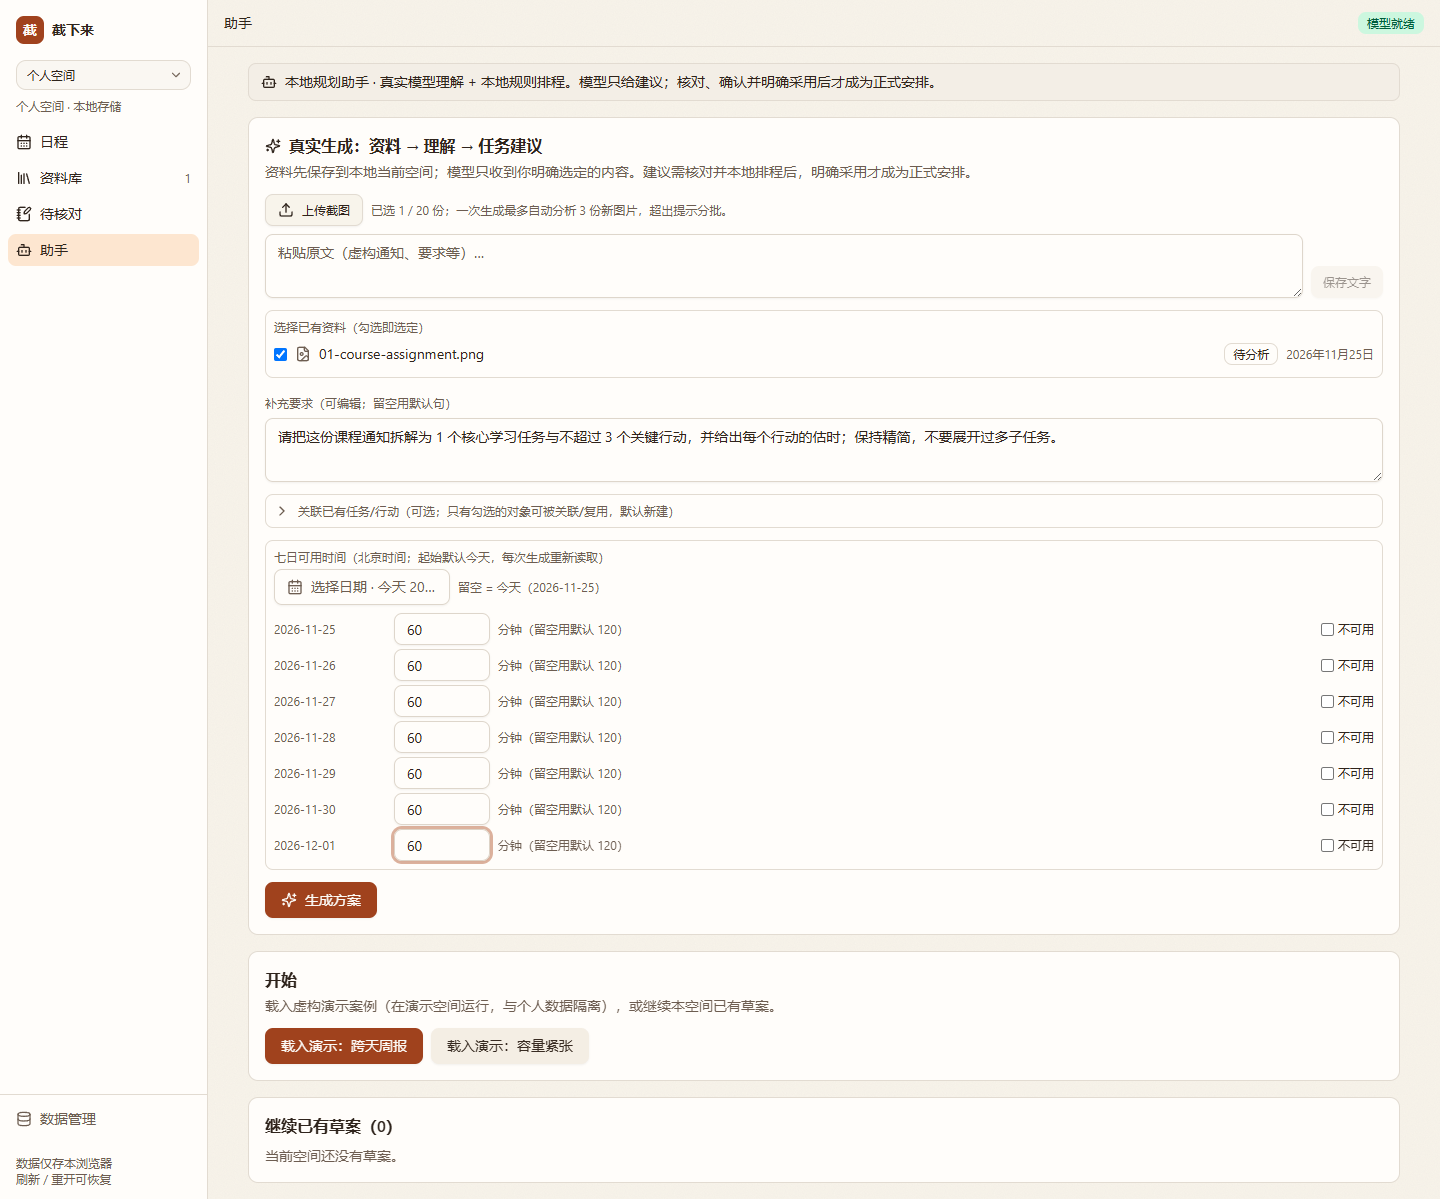 截 截下来
个人空间
个人空间 · 本地存储
日程
资料库 1
待核对
助手
数据管理
数据仅存本浏览器
刷新 / 重开可恢复
助手
模型就绪
本地规划助手 · 真实模型理解 + 本地规则排程。模型只给建议；核对、确认并明确采用后才成为正式安排。
真实生成：资料 → 理解 → 任务建议
资料先保存到本地当前空间；模型只收到你明确选定的内容。建议需核对并本地排程后，明确采用才成为正式安排。
上传截图 已选 1 / 20 份；一次生成最多自动分析 3 份新图片，超出提示分批。
粘贴原文（虚构通知、要求等）…
保存文字
选择已有资料（勾选即选定）
01-course-assignment.png 待分析 2026年11月25日
补充要求（可编辑；留空用默认句）
请把这份课程通知拆解为 1 个核心学习任务与不超过 3 个关键行动，并给出每个行动的估时；保持精简，不要展开过多子任务。
关联已有任务/行动（可选；只有勾选的对象可被关联/复用，默认新建）
七日可用时间（北京时间；起始默认今天，每次生成重新读取）
选择日期 · 今天 20... 留空 = 今天（2026-11-25）
2026-11-25 60 分钟（留空用默认 120） 不可用
2026-11-26 60 分钟（留空用默认 120） 不可用
2026-11-27 60 分钟（留空用默认 120） 不可用
2026-11-28 60 分钟（留空用默认 120） 不可用
2026-11-29 60 分钟（留空用默认 120） 不可用
2026-11-30 60 分钟（留空用默认 120） 不可用
2026-12-01 60 分钟（留空用默认 120） 不可用
生成方案
开始
载入虚构演示案例（在演示空间运行，与个人数据隔离），或继续本空间已有草案。
载入演示：跨天周报 载入演示：容量紧张
继续已有草案（0）
当前空间还没有草案。